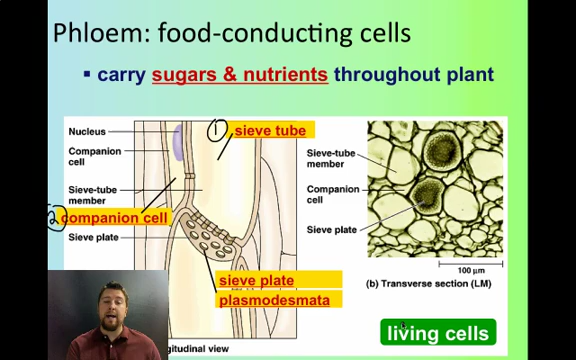 Phloem: food-conducting cells
▪ carry sugars & nutrients throughout plant
Nucleus
Companion
cell
Sieve-tube
member
② companion cell
Sieve plate
① sieve tube
sieve plate
plasmodesmata
gitudinal view
Sieve-tube
member
Companion
cell
Sieve plate
100 µm
(b) Transverse section (LM)
living cells